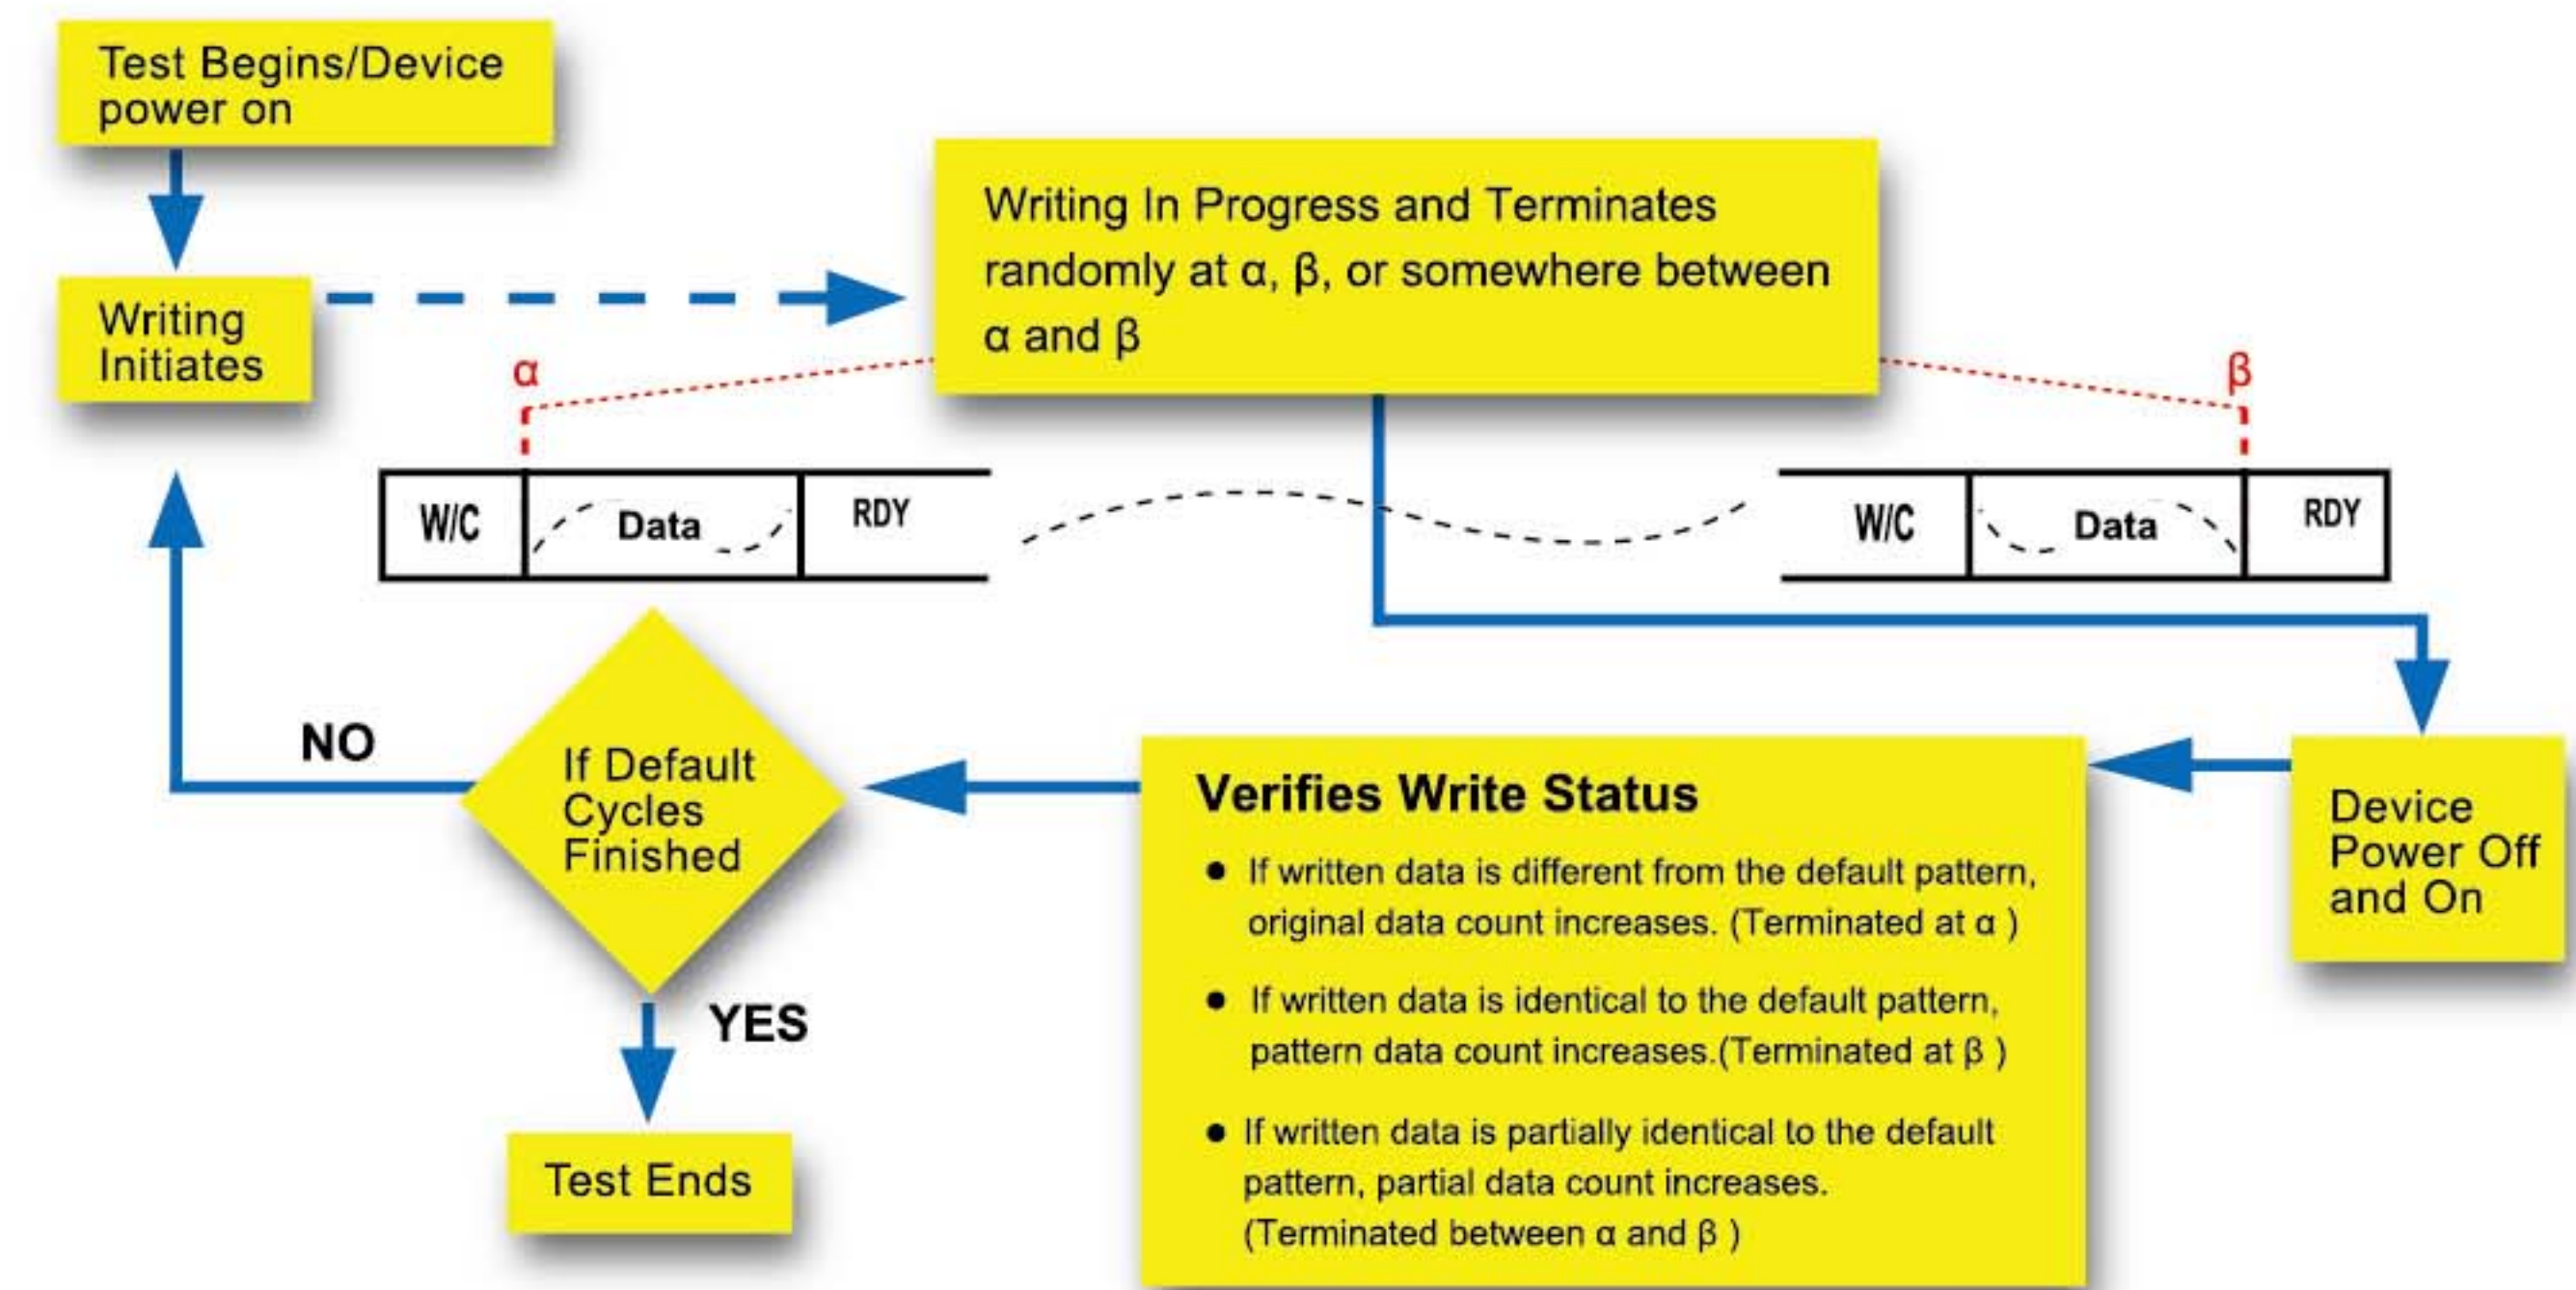 Test Begins/Device
power on
Writing In Progress and Terminates
randomly at α, β, or somewhere between
α and β
Writing
Initiates
α
β
W/C
Data
RDY
W/C
Data
RDY
NO
If Default
Cycles
Finished
YES
Test Ends
Verifies Write Status
● If written data is different from the default pattern,
original data count increases. (Terminated at α )
● If written data is identical to the default pattern,
pattern data count increases.(Terminated at β )
● If written data is partially identical to the default
pattern, partial data count increases.
(Terminated between α and β )
Device
Power Off
and On